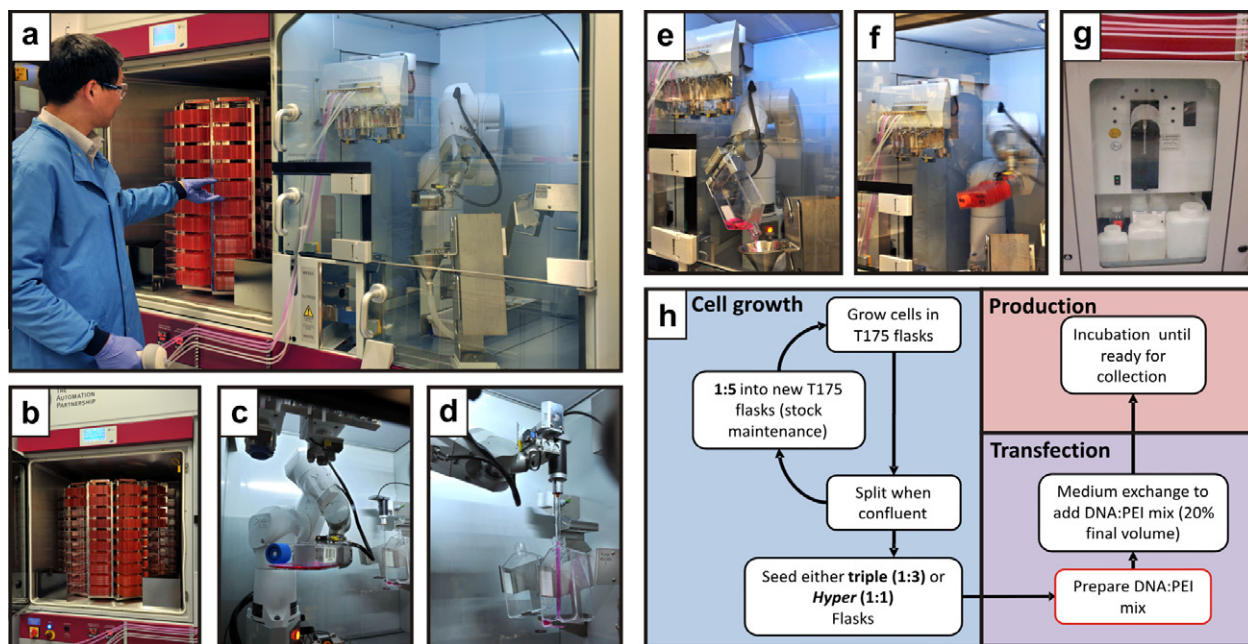 a
b
THE
AUTOMATION
PARTNERSHIP
c
d
e
f
g
h
Cell growth
Grow cells in
T175 flasks
1:5 into new T175
flasks (stock
maintenance)
Split when
confluent
Seed either triple (1:3) or
Hyper (1:1)
Flasks
Production
Incubation until
ready for
collection
Transfection
Medium exchange to
add DNA:PEI mix (20%
final volume)
Prepare DNA:PEI
mix